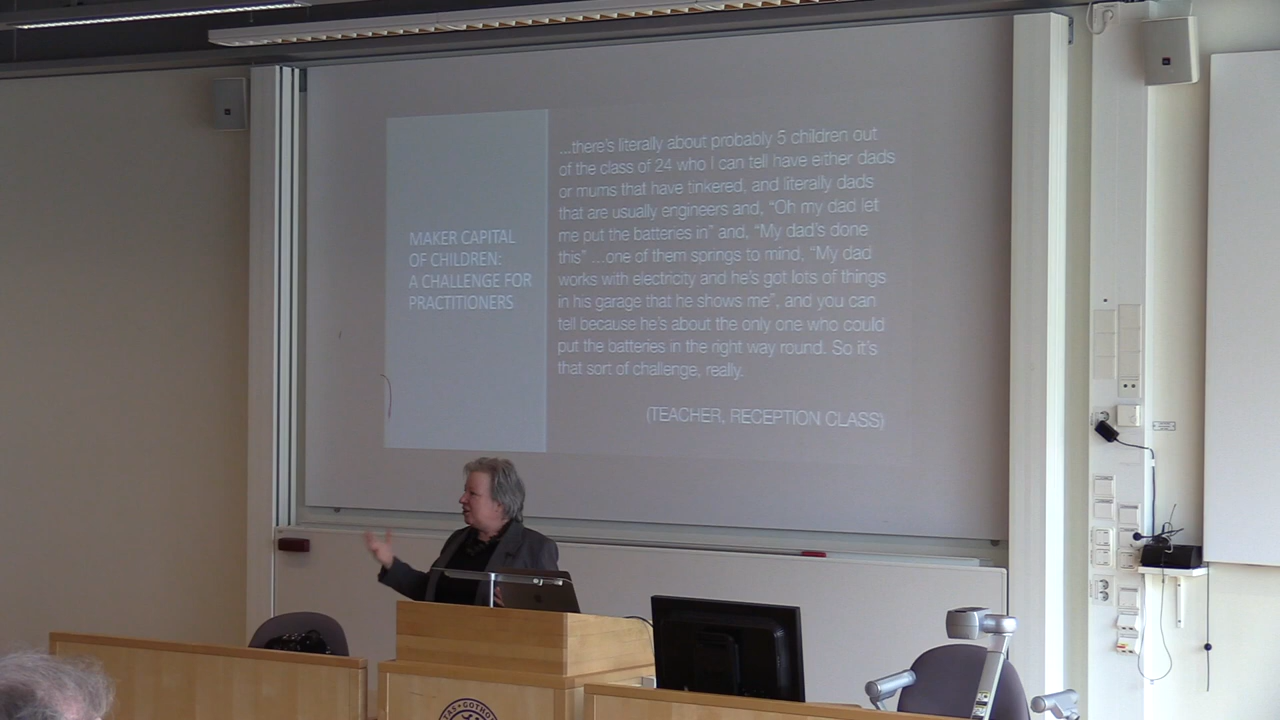 MAKER CAPITAL
OF CHILDREN:
A CHALLENGE FOR
PRACTITIONERS
...there's literally about probably 5 children out
of the class of 24 who I can tell have either dads
or mums that have tinkered, and literally dads
that are usually engineers and, “Oh my dad let
me put the batteries in” and, “My dad's done
this” ...one of them springs to mind, “My dad
works with electricity and he's got lots of things
in his garage that he shows me”, and you can
tell because he's about the only one who could
put the batteries in the right way round. So it's
that sort of challenge, really.
(TEACHER, RECEPTION CLASS)